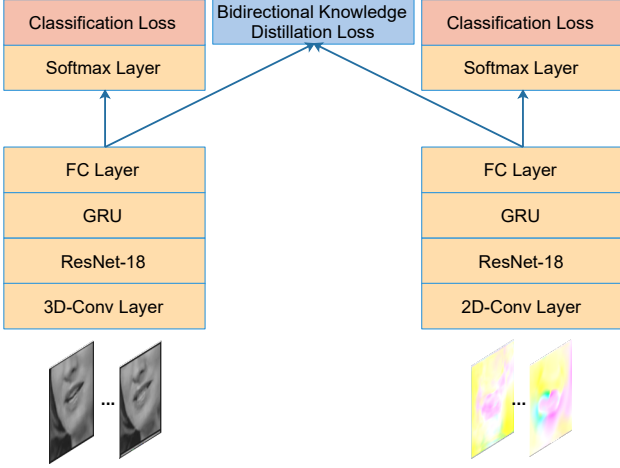 Classification Loss
Bidirectional Knowledge
Distillation Loss
Classification Loss
Softmax Layer
Softmax Layer
FC Layer
GRU
ResNet-18
3D-Conv Layer
FC Layer
GRU
ResNet-18
2D-Conv Layer
...
...